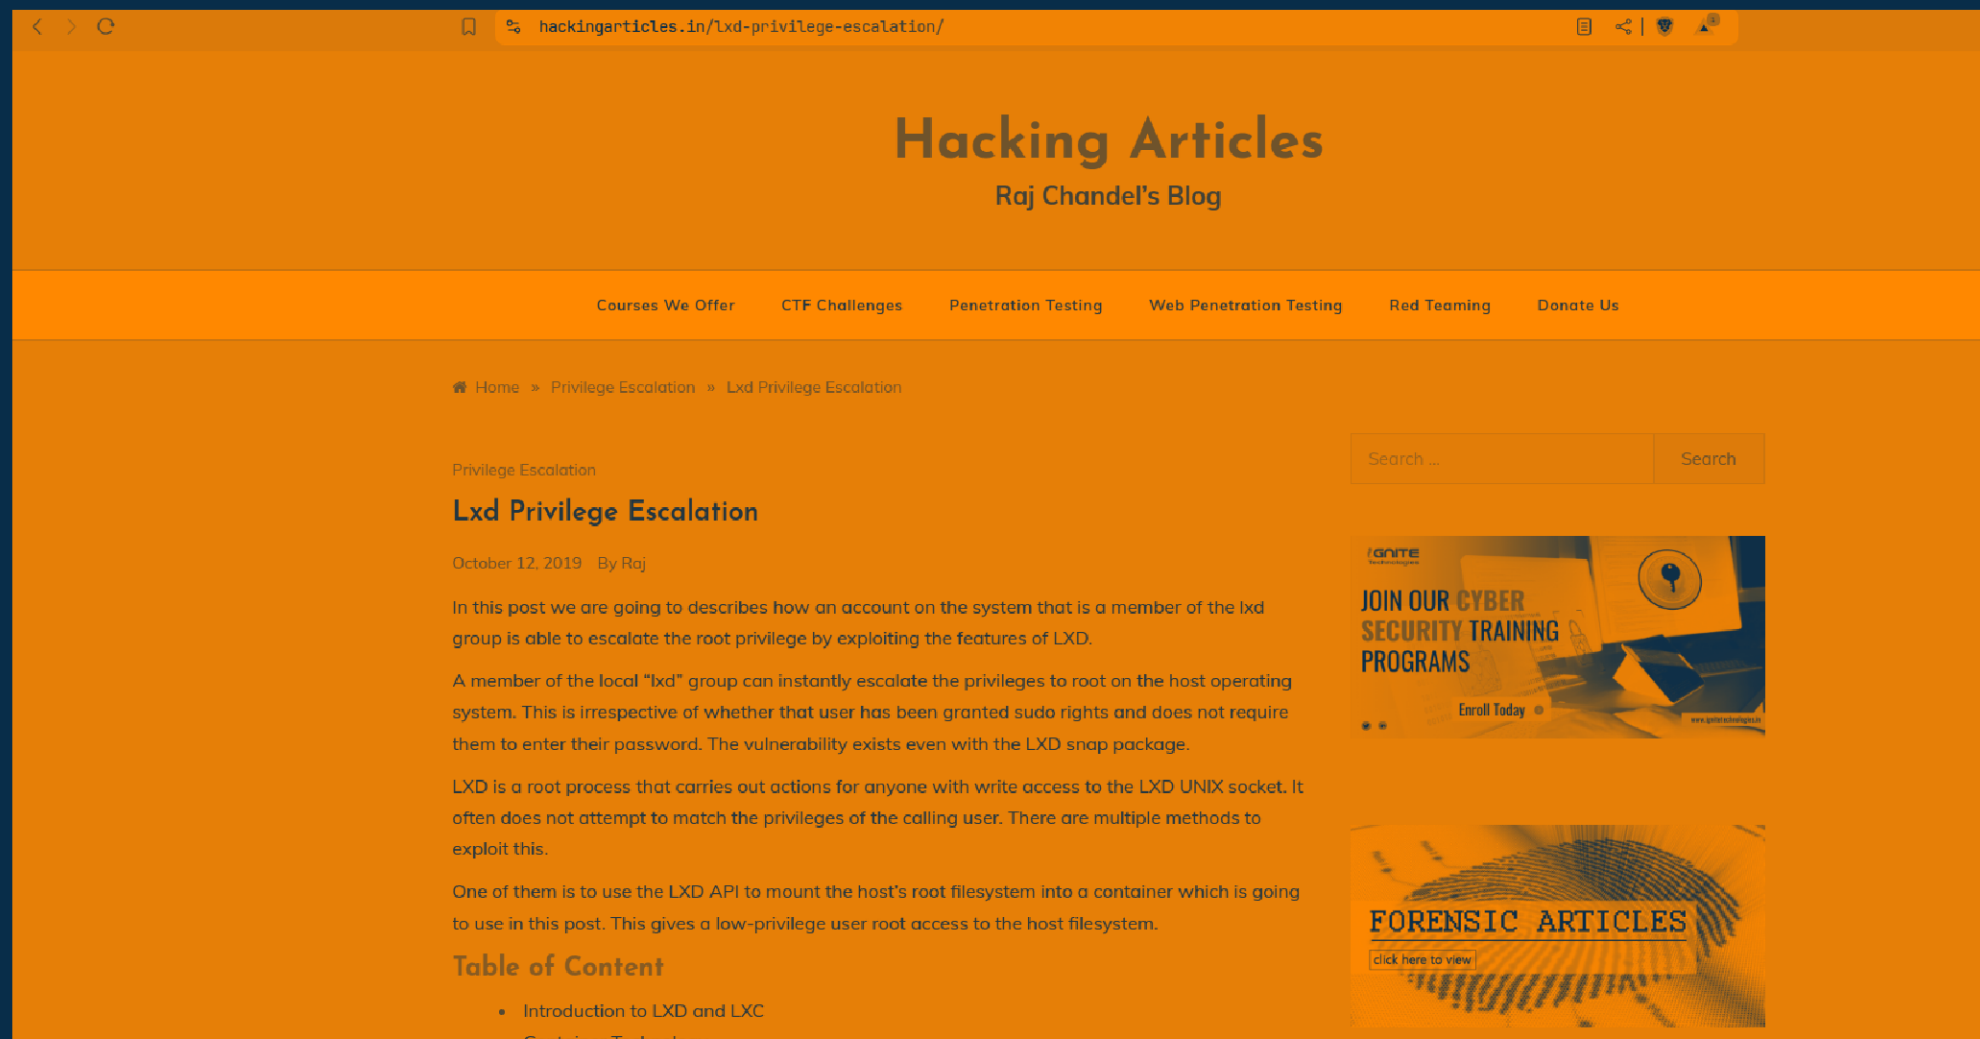 hackingarticles.in/lxd-privilege-escalation/
Hacking Articles
Raj Chandel's Blog
Courses We Offer CTF Challenges Penetration Testing Web Penetration Testing Red Teaming Donate Us
Home » Privilege Escalation » Lxd Privilege Escalation
Privilege Escalation
Lxd Privilege Escalation
October 12, 2019 By Raj
In this post we are going to describes how an account on the system that is a member of the lxd
group is able to escalate the root privilege by exploiting the features of LXD.
A member of the local “lxd” group can instantly escalate the privileges to root on the host operating
system. This is irrespective of whether that user has been granted sudo rights and does not require
them to enter their password. The vulnerability exists even with the LXD snap package.
LXD is a root process that carries out actions for anyone with write access to the LXD UNIX socket. It
often does not attempt to match the privileges of the calling user. There are multiple methods to
exploit this.
One of them is to use the LXD API to mount the host's root filesystem into a container which is going
to use in this post. This gives a low-privilege user root access to the host filesystem.
Table of Content
• Introduction to LXD and LXC
Search ... Search
IGNITE
Technologies
JOIN OUR CYBER
SECURITY TRAINING
PROGRAMS
Enroll Today
www.ignitetechnologies.in
FORENSIC ARTICLES
click here to view